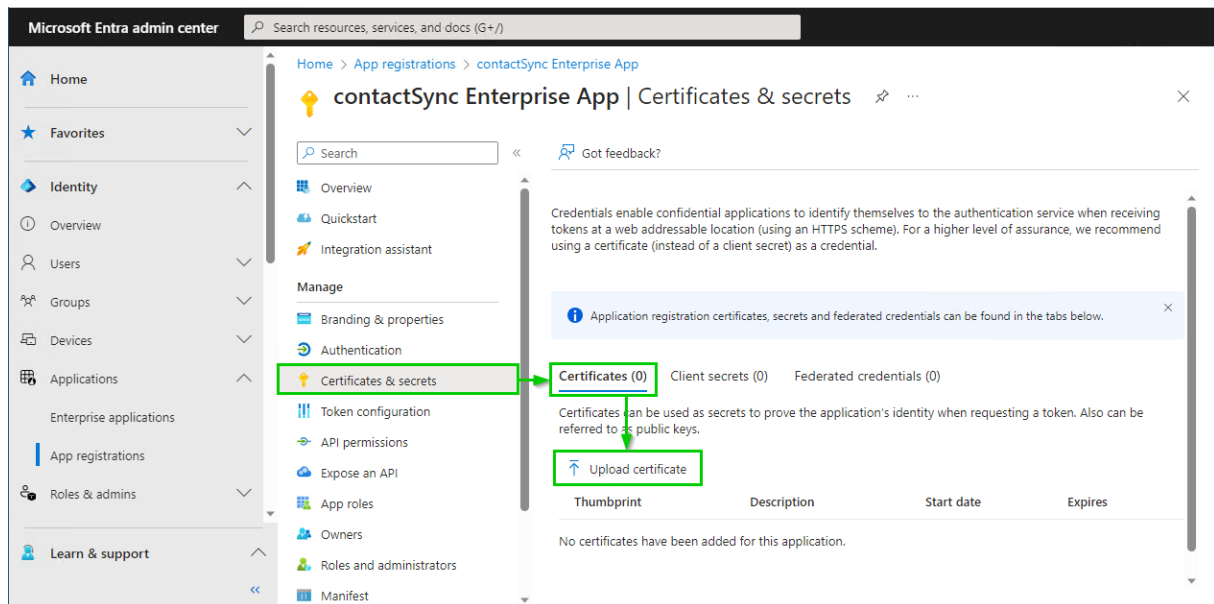 Microsoft Entra admin center
Search resources, services, and docs (G+/)
Home
Favorites
Identity
Overview
Users
Groups
Devices
Applications
Enterprise applications
App registrations
Roles & admins
Learn & support
«
Home > App registrations > contactSync Enterprise App
contactSync Enterprise App | Certificates & secrets
Search
«
Overview
Quickstart
Integration assistant
Manage
Branding & properties
Authentication
Certificates & secrets
Token configuration
API permissions
Expose an API
App roles
Owners
Roles and administrators
Manifest
Got feedback?
Credentials enable confidential applications to identify themselves to the authentication service when receiving
tokens at a web addressable location (using an HTTPS scheme). For a higher level of assurance, we recommend
using a certificate (instead of a client secret) as a credential.
Application registration certificates, secrets and federated credentials can be found in the tabs below.
Certificates (0) Client secrets (0) Federated credentials (0)
Certificates can be used as secrets to prove the application's identity when requesting a token. Also can be
referred to as public keys.
Upload certificate
Thumbprint Description Start date Expires
No certificates have been added for this application.